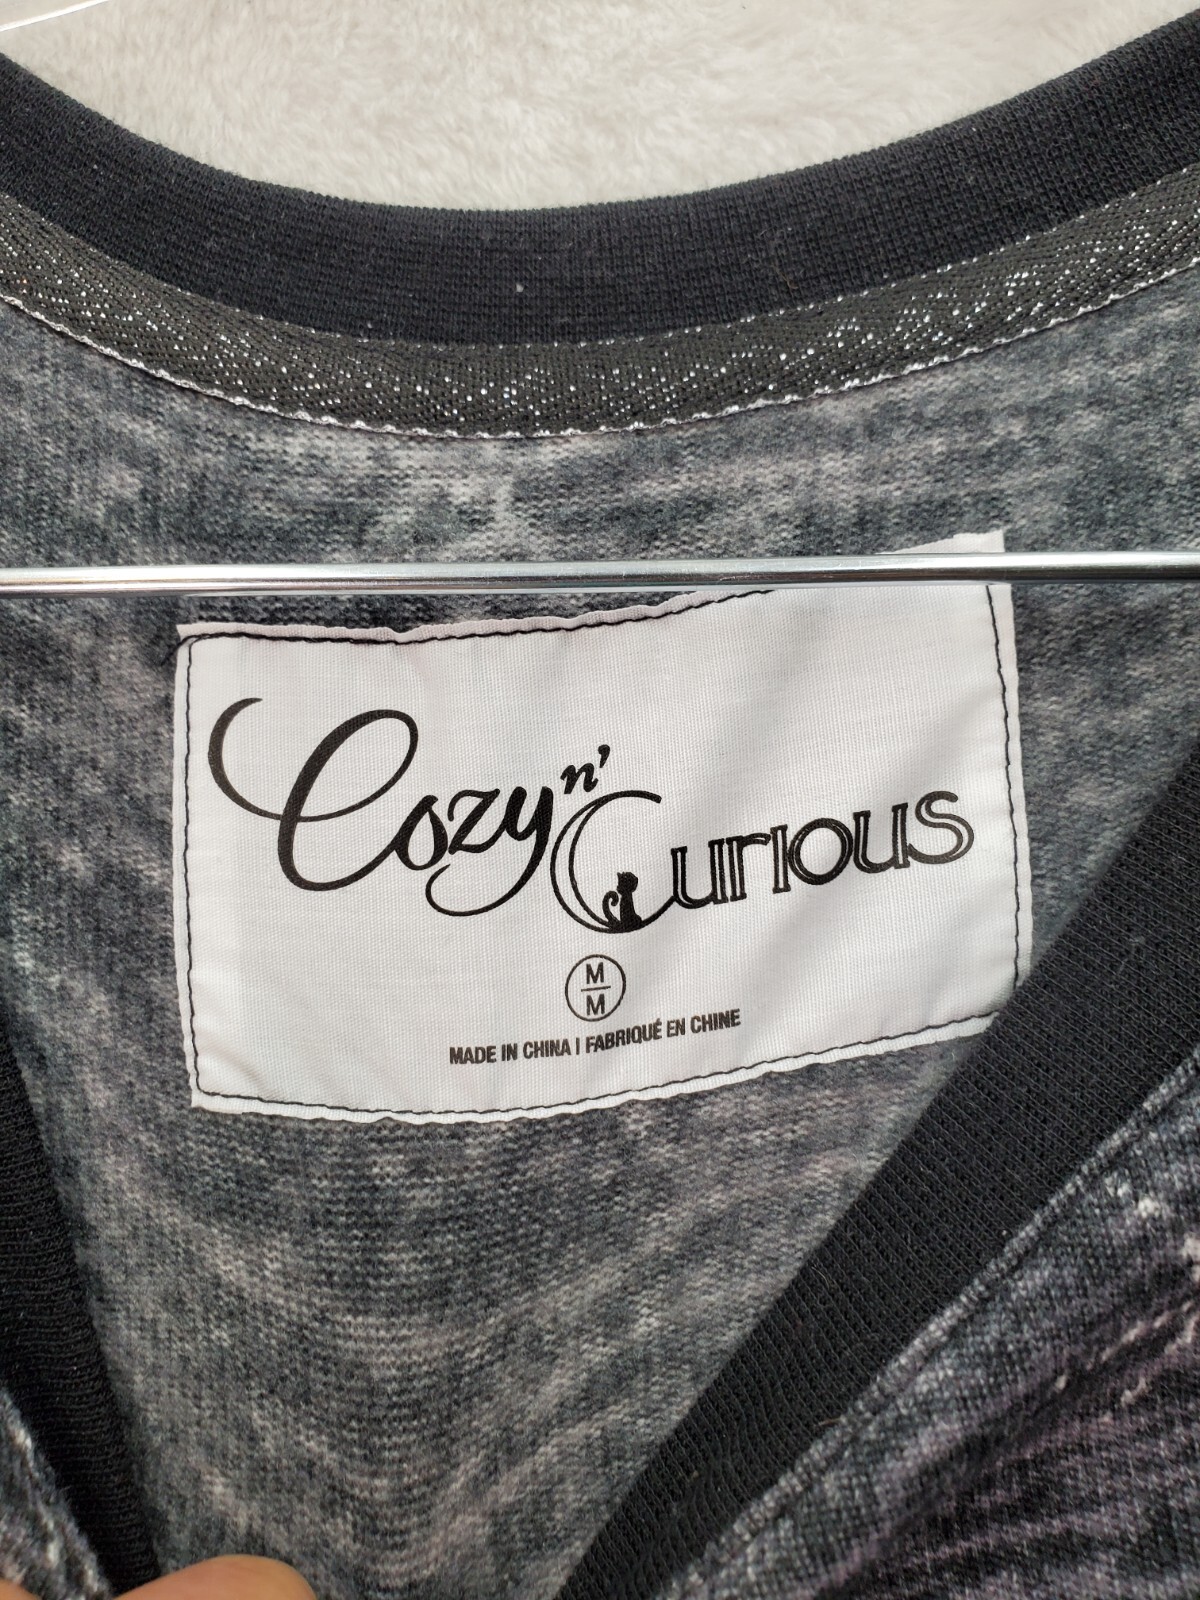 Cozy n' Curious
M
M
MADE IN CHINA | FABRIQUÉ EN CHINE